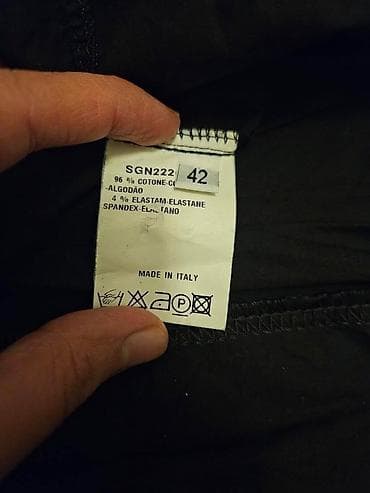 SGN222
42
96 % COTONE-CO
-ALGODÃO
4 % ELASTAM-ELASTANE
SPANDEX-ELASTANO
MADE IN ITALY
P